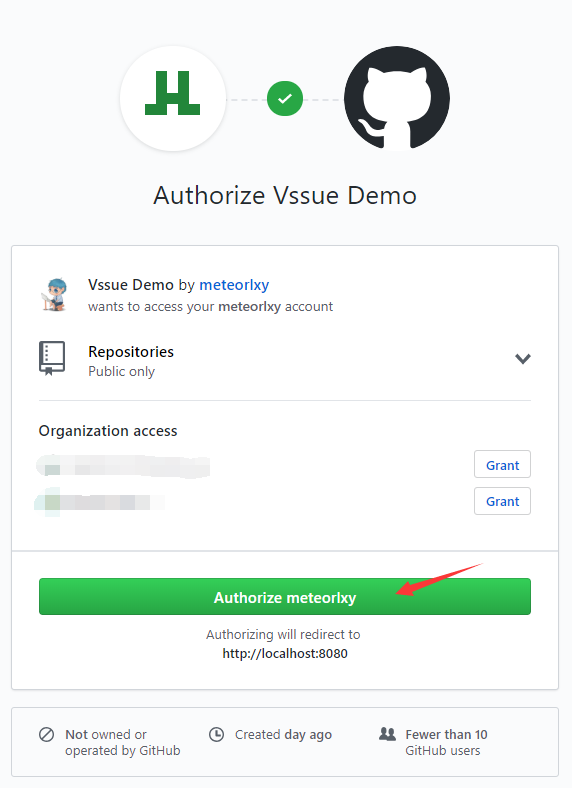 Authorize Vssue Demo
Vssue Demo by meteorlxy
wants to access your meteorlxy account
Repositories
Public only
Organization access
Grant
Grant
Authorize meteorlxy
Authorizing will redirect to
http://localhost:8080
Not owned or
operated by GitHub
Created day ago
Fewer than 10
GitHub users